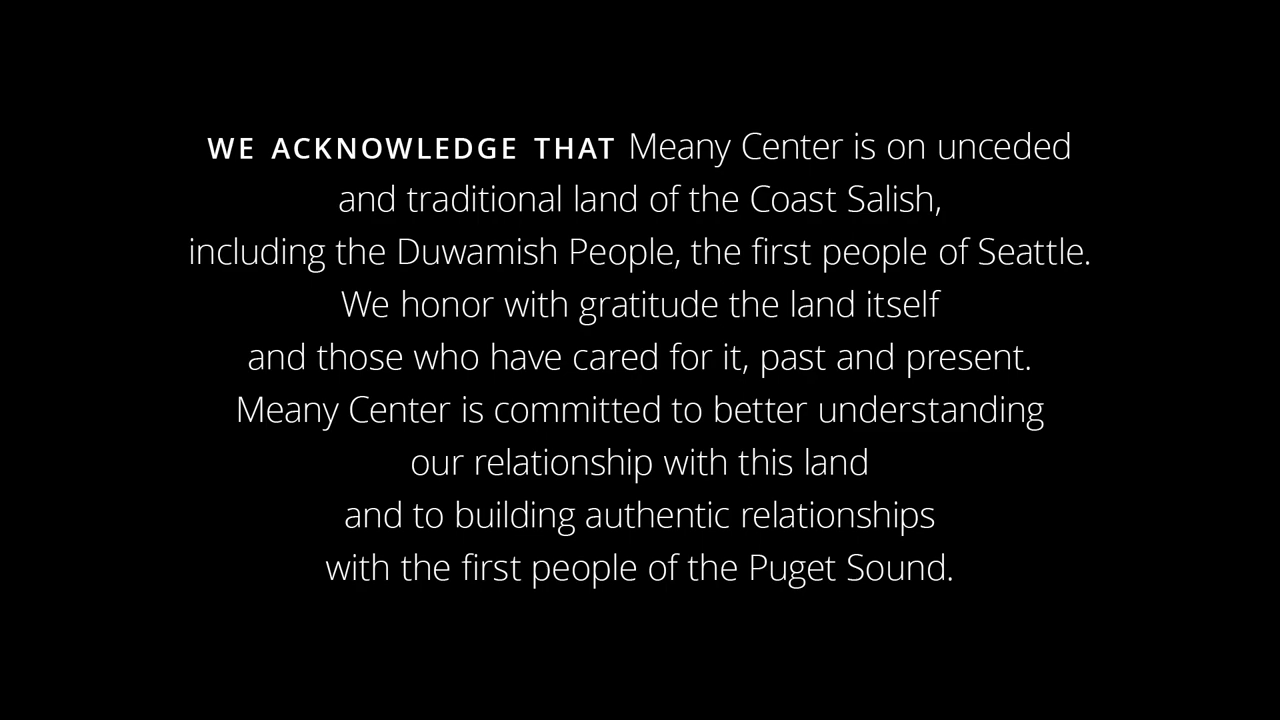 WE ACKNOWLEDGE THAT Meany Center is on unceded
and traditional land of the Coast Salish,
including the Duwamish People, the first people of Seattle.
We honor with gratitude the land itself
and those who have cared for it, past and present.
Meany Center is committed to better understanding
our relationship with this land
and to building authentic relationships
with the first people of the Puget Sound.